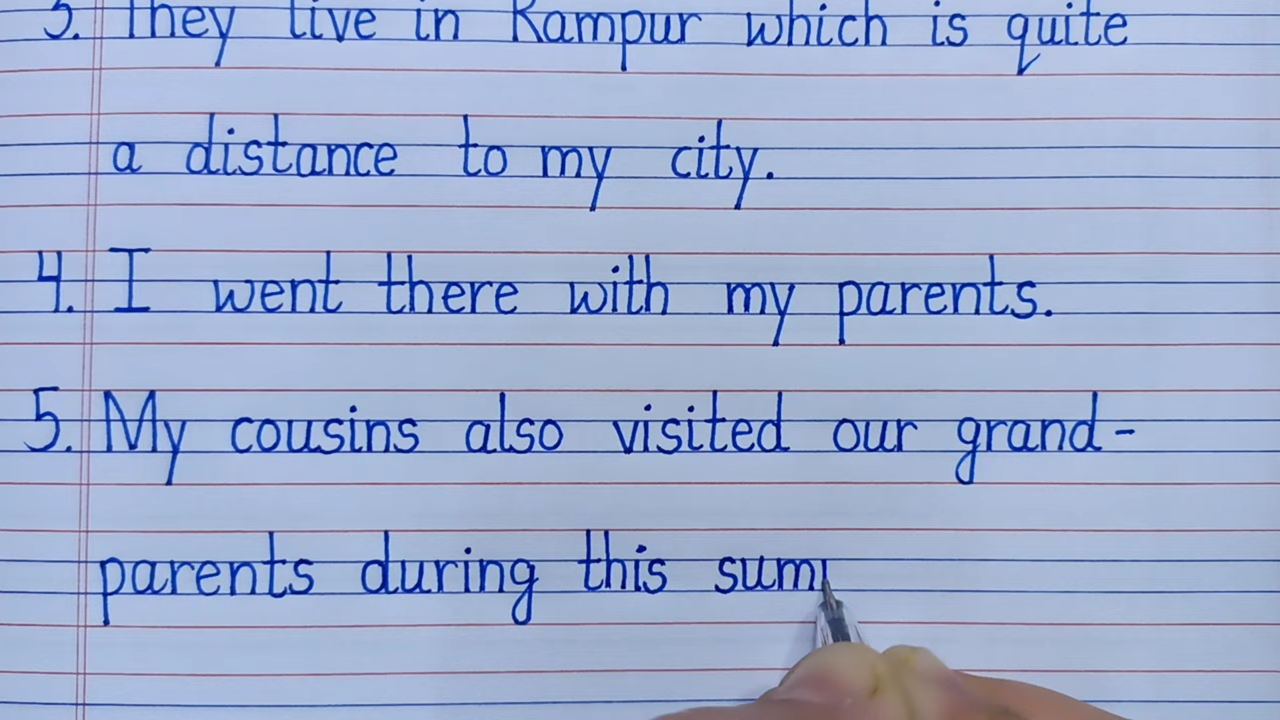 3. They live in Rampur which is quite
a distance to my city.
4. I went there with my parents.
5. My cousins also visited our grand-
parents during this sum